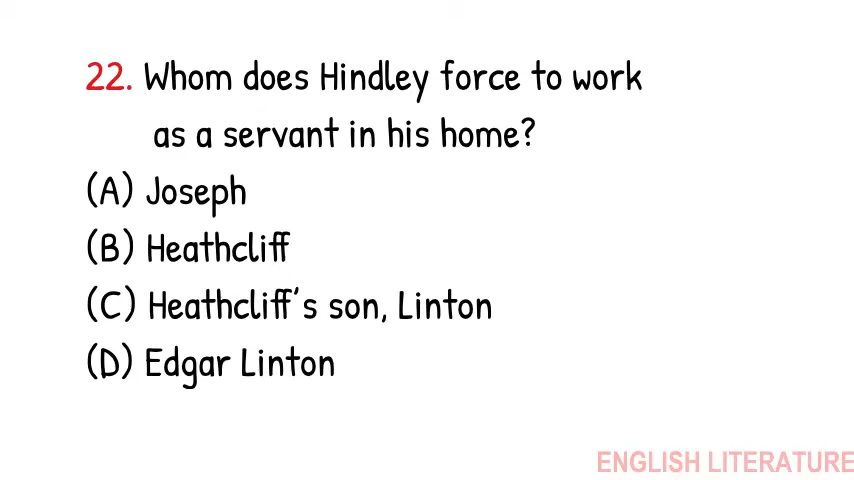 22. Whom does Hindley force to work
as a servant in his home?
(A) Joseph
(B) Heathcliff
(C) Heathcliff's son, Linton
(D) Edgar Linton
ENGLISH LITERATURE